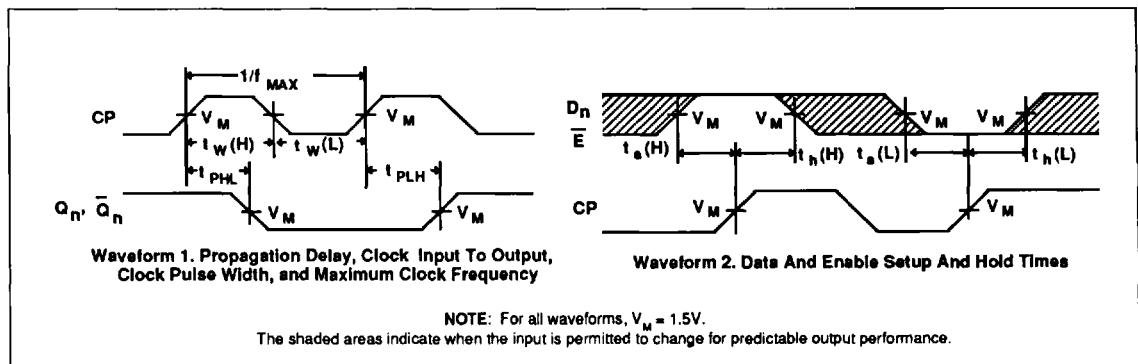 1/f MAX
CP
V M
V M
t W (H)
t W (L)
t PHL
t PLH
Q n, Q̅ n
V M
V M
Waveform 1. Propagation Delay, Clock Input To Output,
Clock Pulse Width, and Maximum Clock Frequency
D n
E̅
V M
V M
V M
V M
t s (H)
t h (H)
t s (L)
t h (L)
CP
V M
V M
Waveform 2. Data And Enable Setup And Hold Times
NOTE: For all waveforms, V M = 1.5V.
The shaded areas indicate when the input is permitted to change for predictable output performance.